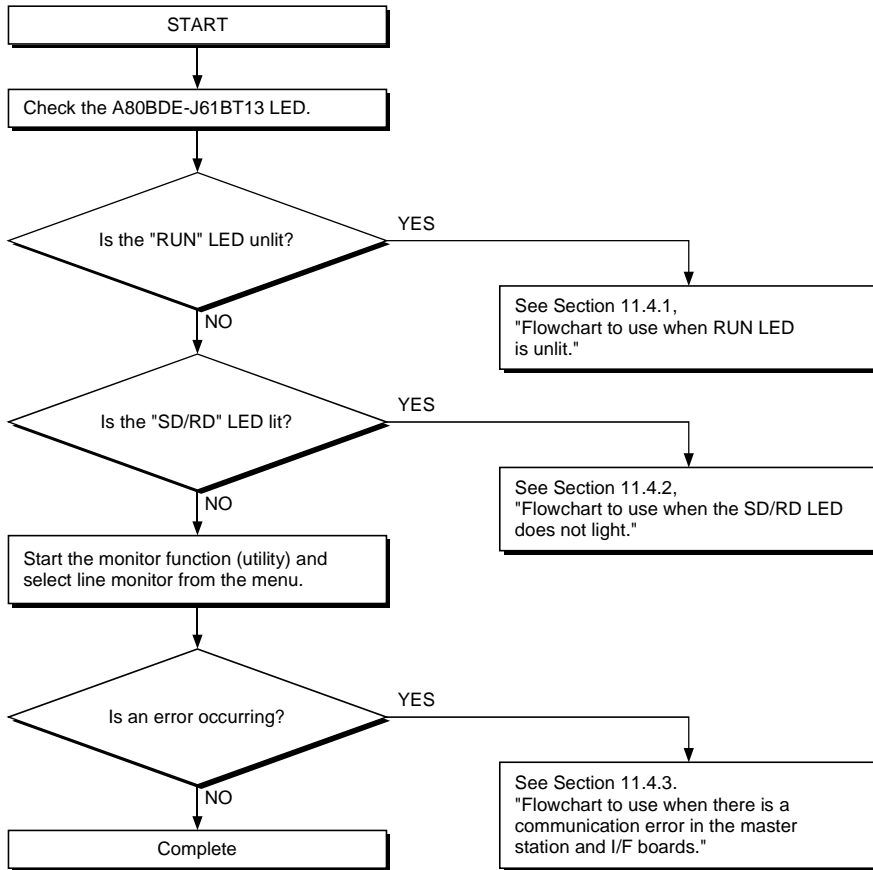 START
Check the A80BDE-J61BT13 LED.
Is the "RUN" LED unlit?
YES
See Section 11.4.1,
"Flowchart to use when RUN LED
is unlit."
NO
Is the "SD/RD" LED lit?
YES
See Section 11.4.2,
"Flowchart to use when the SD/RD LED
does not light."
NO
Start the monitor function (utility) and
select line monitor from the menu.
Is an error occurring?
YES
See Section 11.4.3.
"Flowchart to use when there is a
communication error in the master
station and I/F boards."
NO
Complete